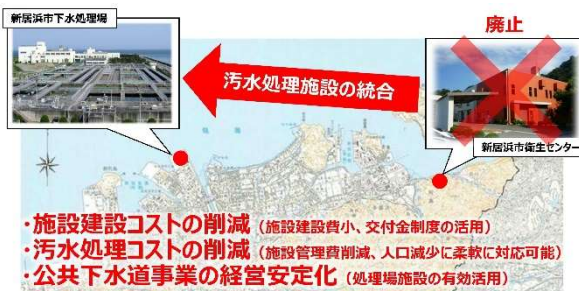 新居浜市下水処理場
廃止
汚水処理施設の統合
新居浜市衛生センター
・施設建設コストの削減（施設建設費小、交付金制度の活用）
・汚水処理コストの削減（施設管理費削減、人口減少に柔軟に対応可能）
・公共下水道事業の経営安定化（処理場施設の有効活用）